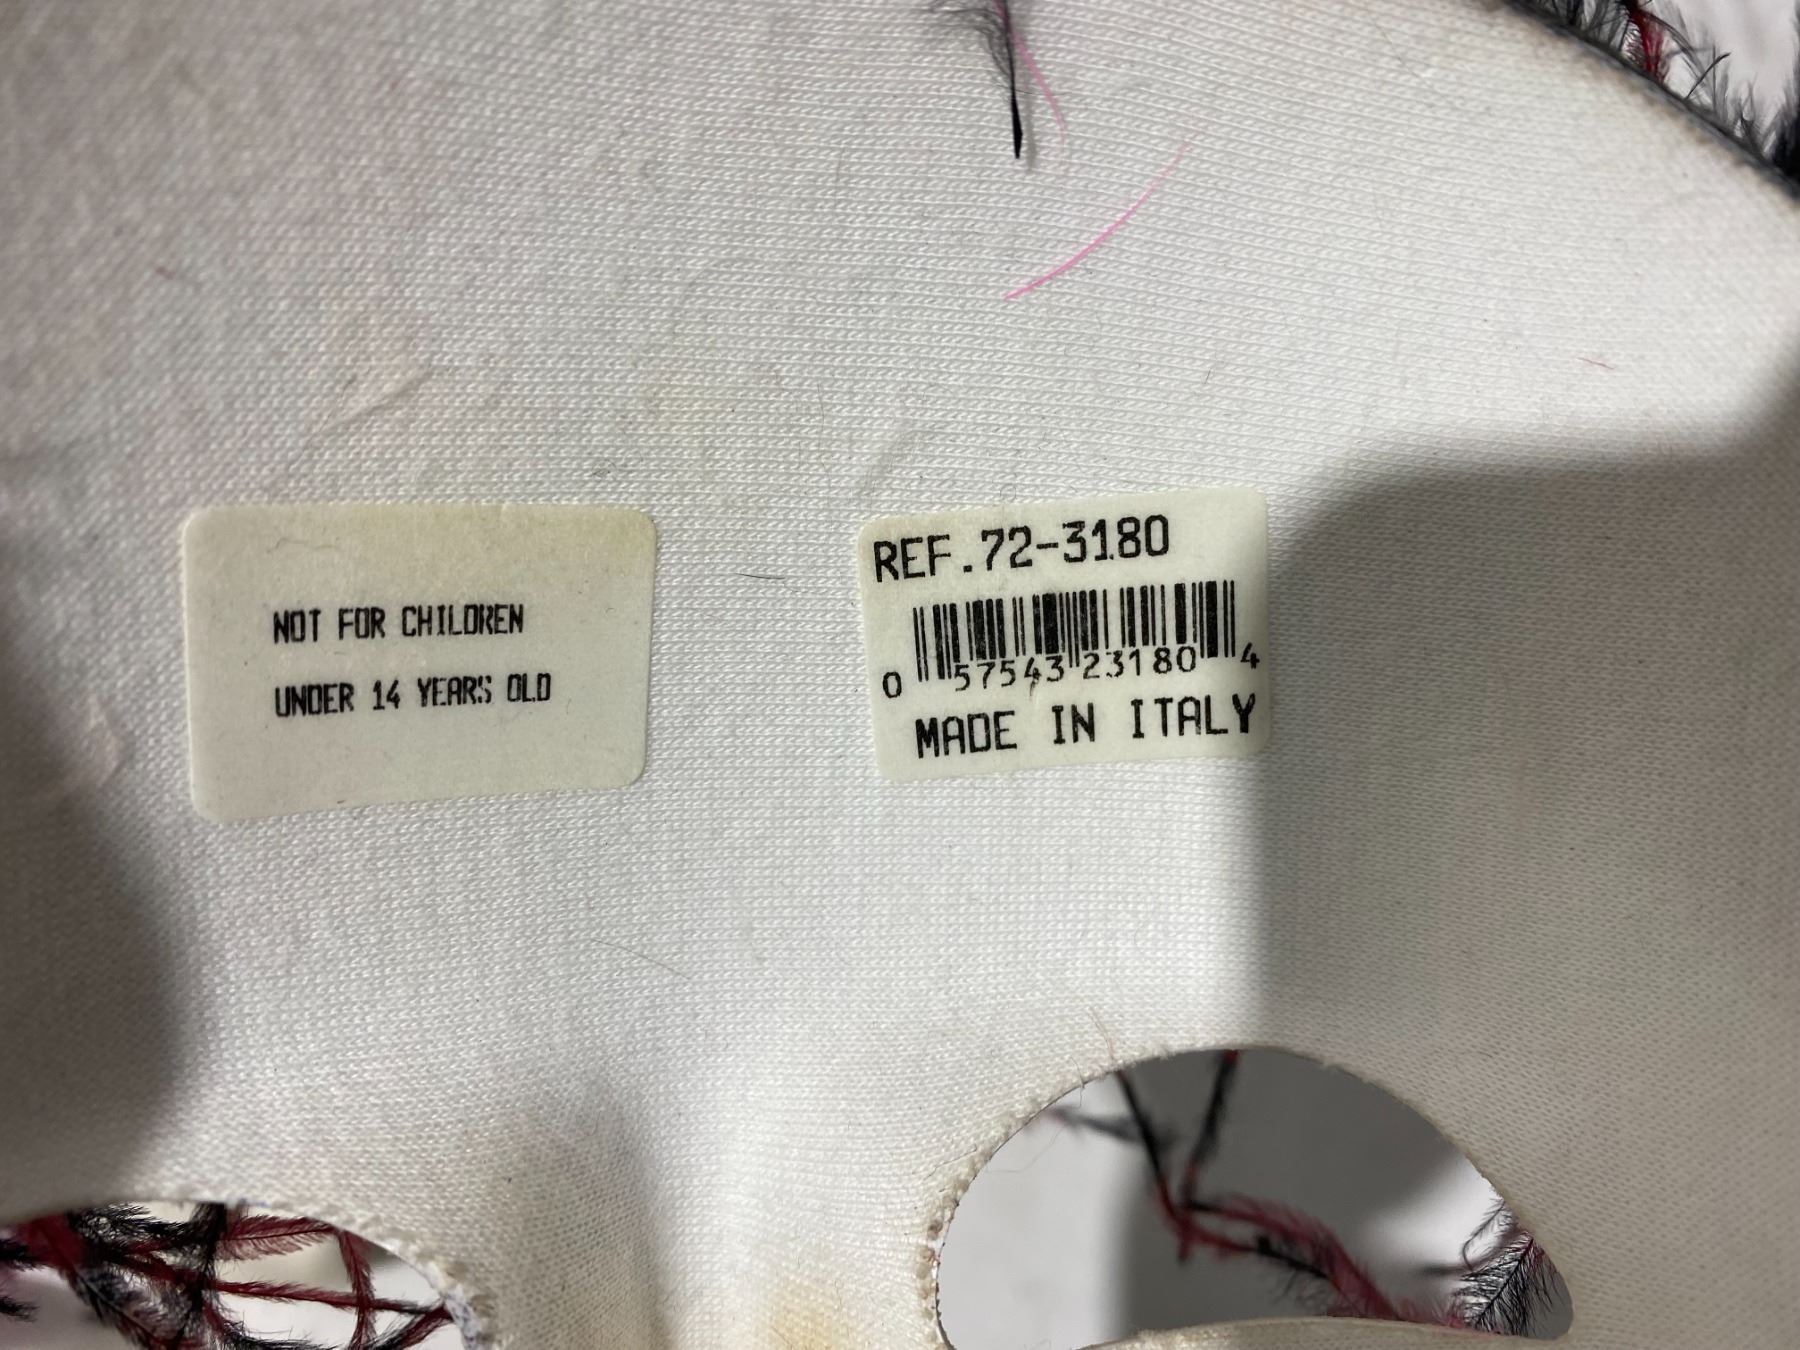 NOT FOR CHILDREN
UNDER 14 YEARS OLD
REF.72-3180
0 57543 23180 4
MADE IN ITALY